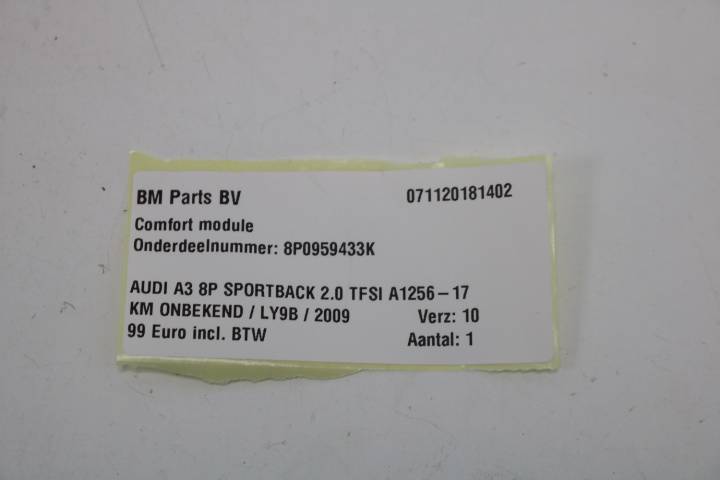 BM Parts BV 071120181402
Comfort module
Onderdeelnummer: 8P0959433K
AUDI A3 8P SPORTBACK 2.0 TFSI A1256-17
KM ONBEKEND / LY9B / 2009 Verz: 10
99 Euro incl. BTW Aantal: 1